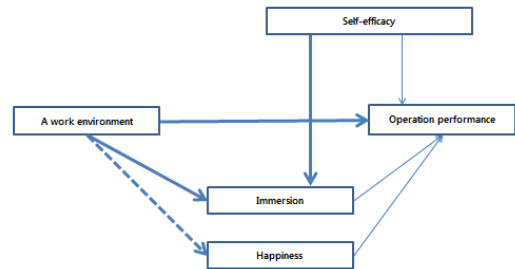 Self-efficacy
A work environment
Operation performance
Immersion
Happiness